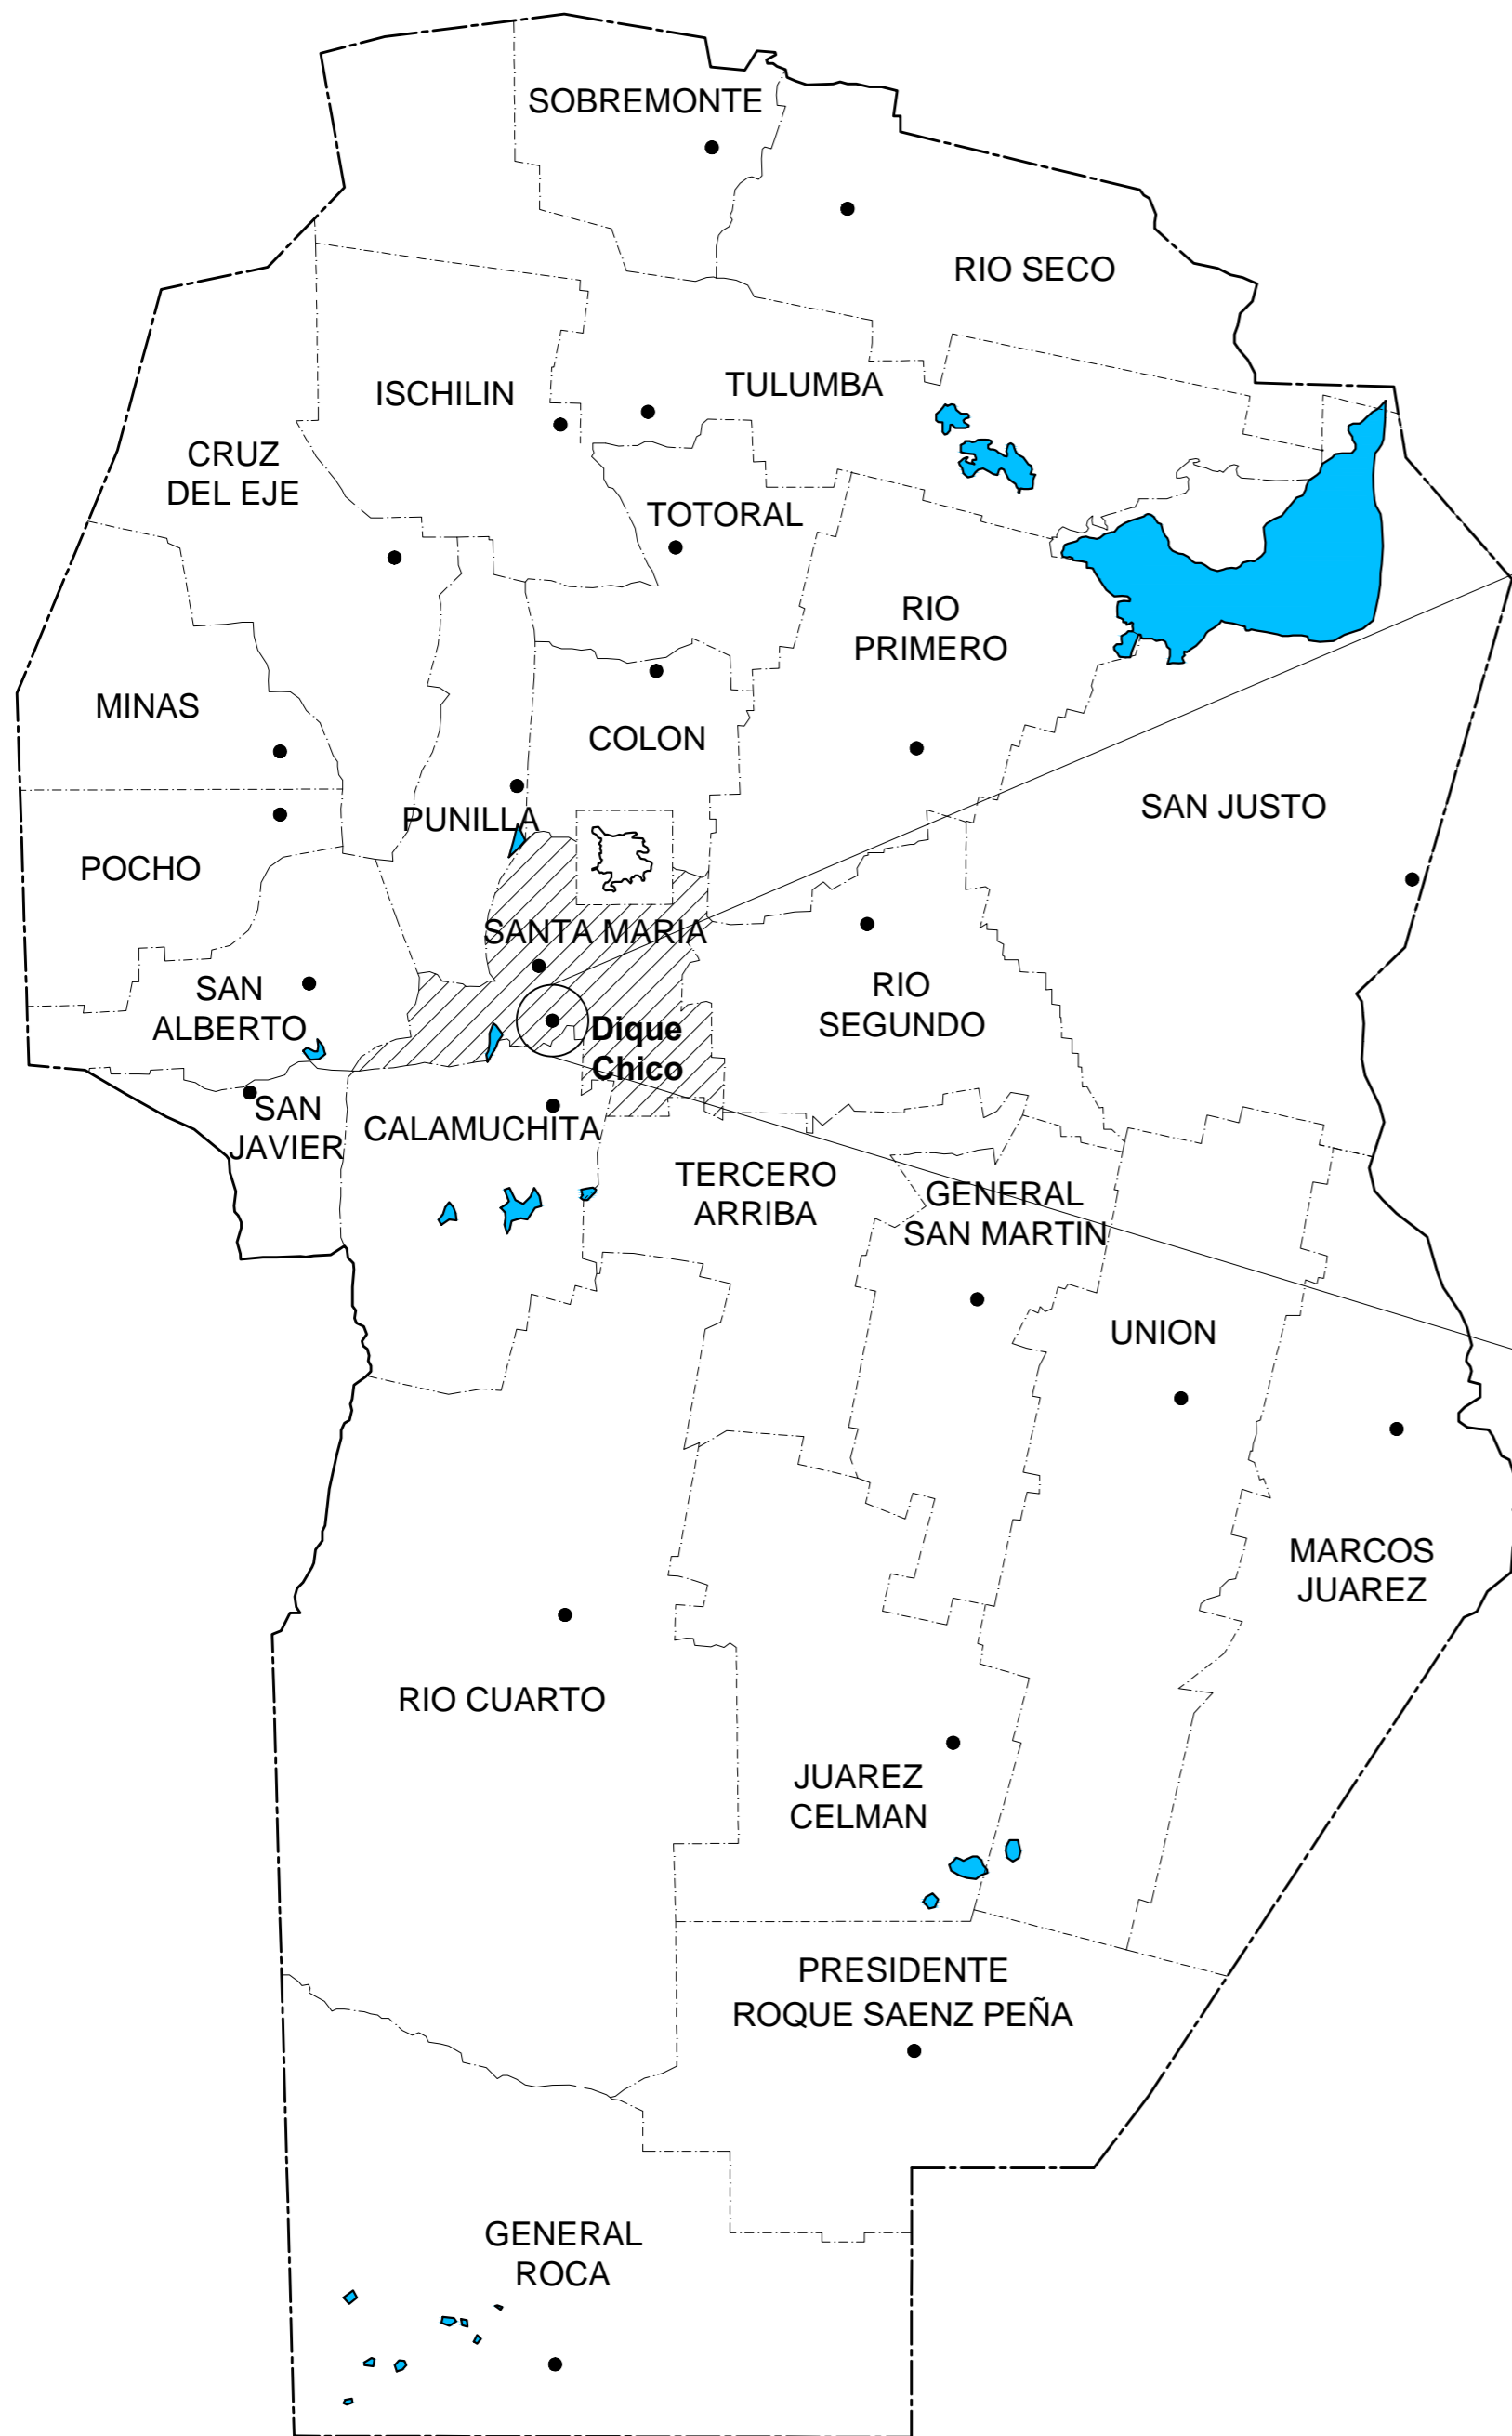 SOBREMONTE
RIO SECO
TULUMBA
ISCHILIN
CRUZ
DEL EJE
TOTORAL
RIO
PRIMERO
MINAS
COLON
SAN JUSTO
PUNILLA
POCHO
SANTA MARIA
SAN
ALBERTO
RIO
SEGUNDO
Dique
Chico
SAN
JAVIER
CALAMUCHITA
TERCERO
ARRIBA
GENERAL
SAN MARTIN
UNION
MARCOS
JUAREZ
RIO CUARTO
JUAREZ
CELMAN
PRESIDENTE
ROQUE SAENZ PEÑA
GENERAL
ROCA